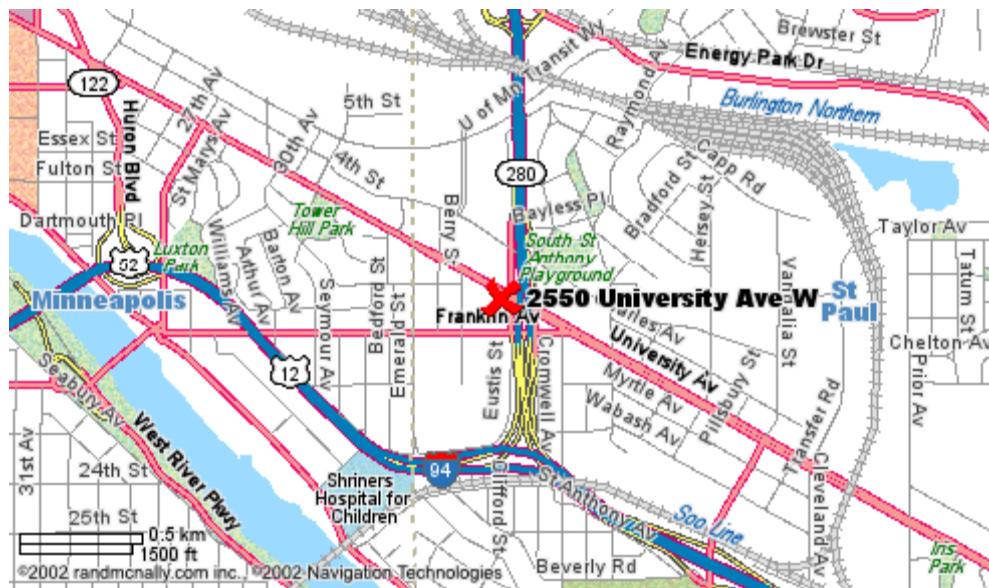 Brewster St
Energy Park Dr
Burlington Northern
122
Huron Blvd
27th Av
St Marys Av
30th Av
5th St
4th St
U of Mn Transit Wy
Raymond Av
Essex St
Fulton St
280
Capp Rd
Bradford St
Hersey St
Bayless Pl
Dartmouth Pl
Tower
Hill Park
Berry St
Luxton
Park
52
Williams Av
Arthur Av
Barton Av
Seymour Av
Bedford St
Emerald St
South St
Anthony
Playground
Vandalia St
Taylor Av
Tatum St
Minneapolis
2550 University Ave W
St
Paul
Franklin Av
Charles Av
University Av
Chelton Av
Prior Av
12
Eustis St
Cromwell Av
Myrtle Av
Wabash Av
Pillsbury St
Transfer Rd
Seabury Av
West River Pkwy
31st Av
24th St
25th St
94
Shriners
Hospital for
Children
Clifford St
St Anthony Av
Soo Line
Cleveland Av
Beverly Rd
Iris
Park
0.5 km
1500 ft
©2002 randmcnally.com inc., ©2002 Navigation Technologies